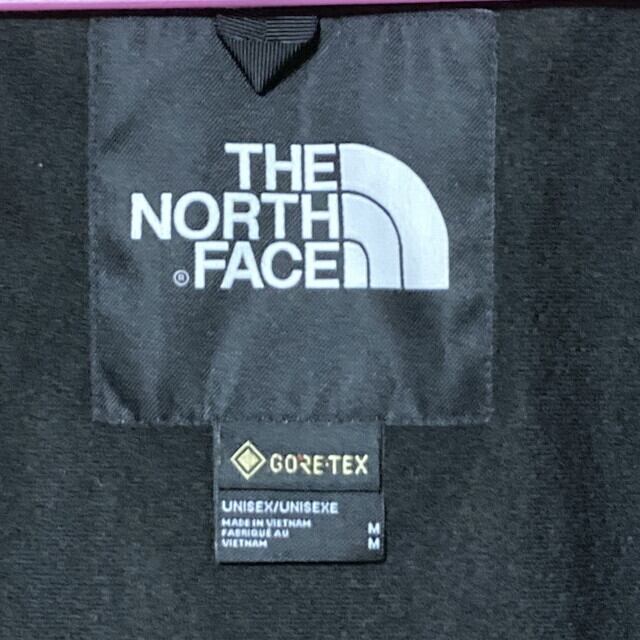 THE
NORTH
® FACE
GORE-TEX
UNISEX/UNISEXE
MADE IN VIETNAM M
FABRIQUÉ AU M
VIETNAM